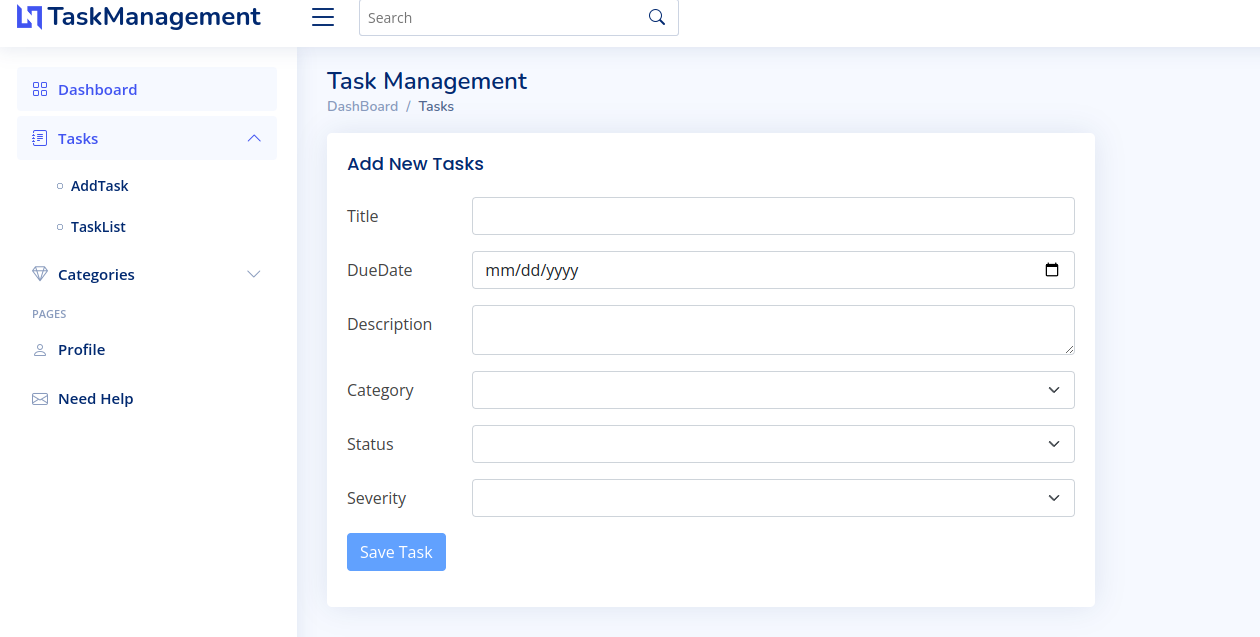 TaskManagement
Search
Dashboard
Tasks
AddTask
TaskList
Categories
PAGES
Profile
Need Help
Task Management
DashBoard / Tasks
Add New Tasks
Title
DueDate
mm/dd/yyyy
Description
Category
Status
Severity
Save Task